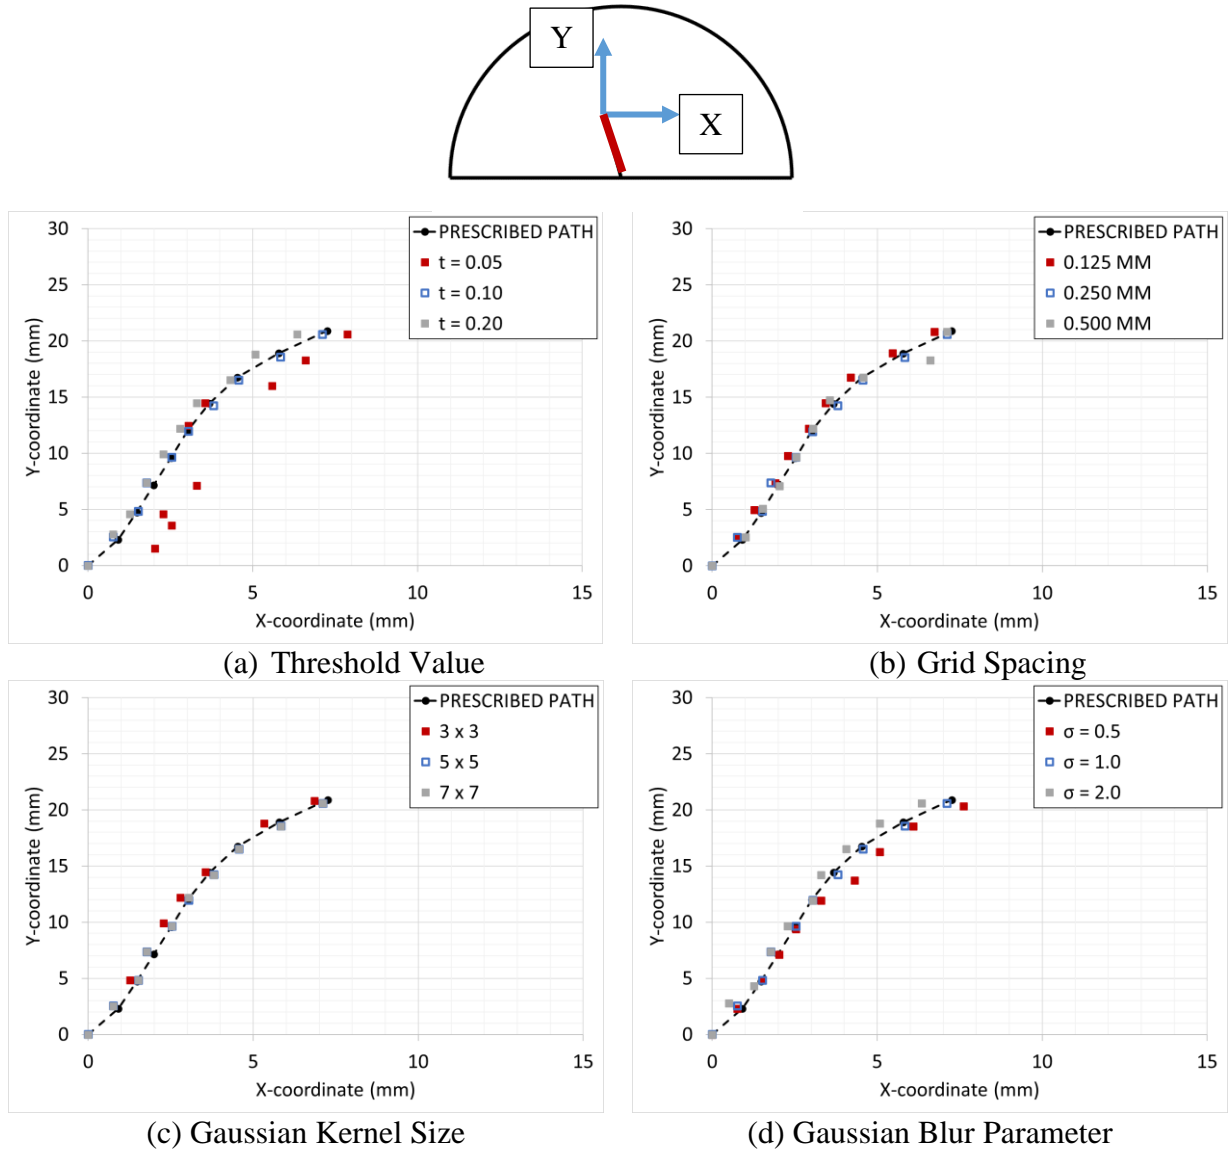 Y
X
30
25
20
15
10
5
0
0 5 10 15
Y-coordinate (mm)
X-coordinate (mm)
PRESCRIBED PATH
t = 0.05
t = 0.10
t = 0.20
(a) Threshold Value
30
25
20
15
10
5
0
0 5 10 15
Y-coordinate (mm)
X-coordinate (mm)
PRESCRIBED PATH
0.125 MM
0.250 MM
0.500 MM
(b) Grid Spacing
30
25
20
15
10
5
0
0 5 10 15
Y-coordinate (mm)
X-coordinate (mm)
PRESCRIBED PATH
3 x 3
5 x 5
7 x 7
(c) Gaussian Kernel Size
30
25
20
15
10
5
0
0 5 10 15
Y-coordinate (mm)
X-coordinate (mm)
PRESCRIBED PATH
σ = 0.5
σ = 1.0
σ = 2.0
(d) Gaussian Blur Parameter